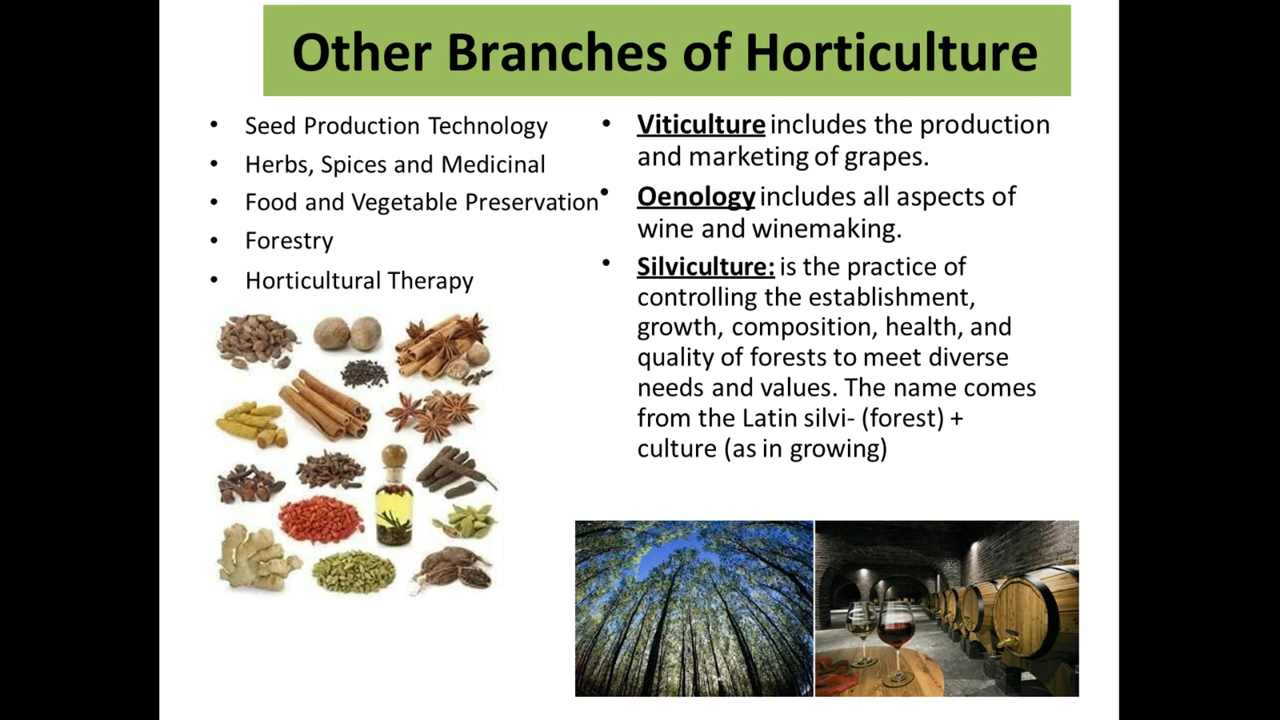 Other Branches of Horticulture
• Seed Production Technology
• Herbs, Spices and Medicinal
• Food and Vegetable Preservation
• Forestry
• Horticultural Therapy
• Viticulture includes the production
and marketing of grapes.
• Oenology includes all aspects of
wine and winemaking.
• Silviculture: is the practice of
controlling the establishment,
growth, composition, health, and
quality of forests to meet diverse
needs and values. The name comes
from the Latin silvi- (forest) +
culture (as in growing)